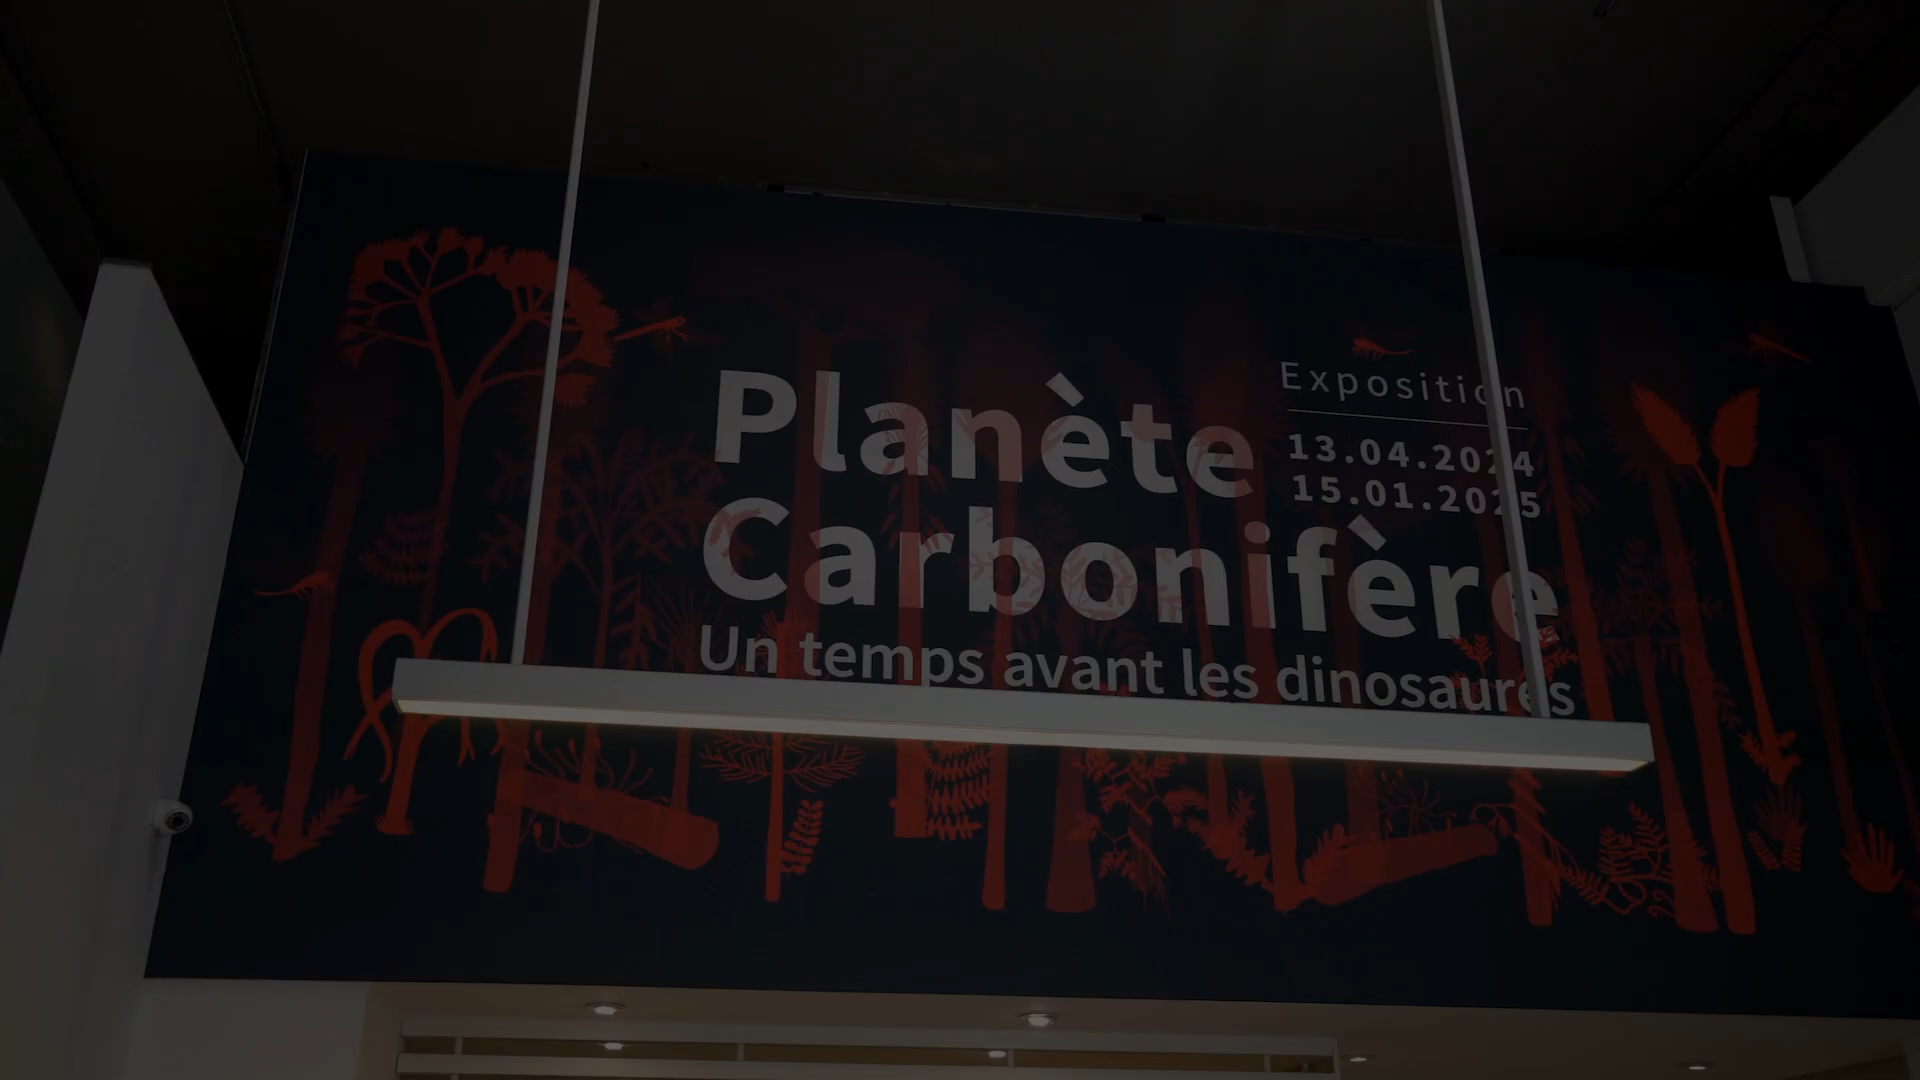 Planète
Carbonifère
Un temps avant les dinosaures
Exposition
13.04.2024
15.01.2025